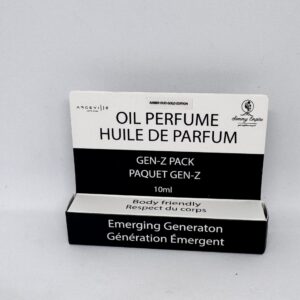 AMBER OUD GOLD EDITION
ARGEVILLE
OIL PERFUME
HUILE DE PARFUM
GEN-Z PACK
PAQUET GEN-Z
10ml
Body friendly
Respect du corps
Emerging Generaton
Génération Émergent